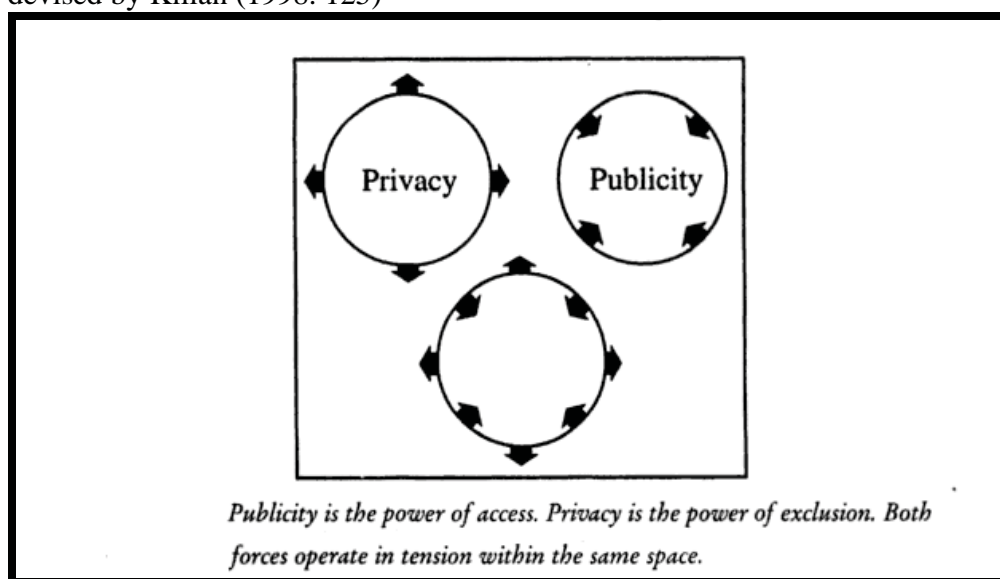 devised by Kilian (1998:
Privacy
Publicity
Publicity is the power of access. Privacy is the power of exclusion. Both
forces operate in tension within the same space.